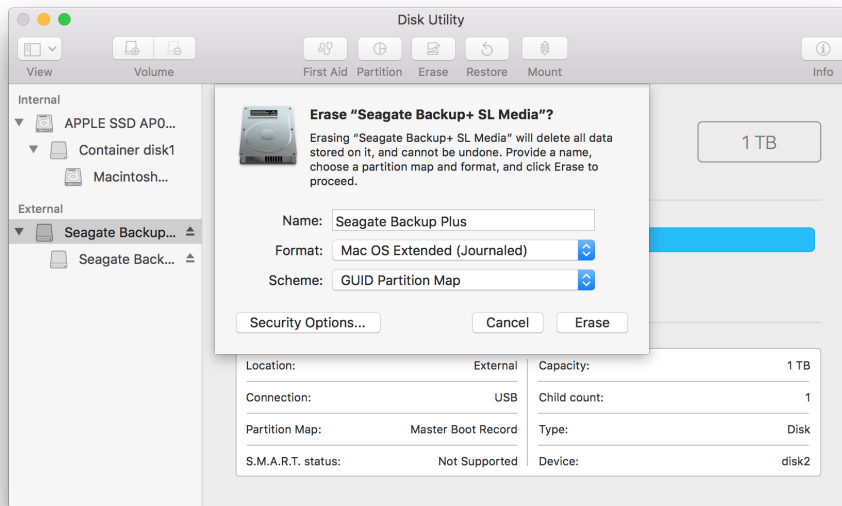 Disk Utility
View
Volume
First Aid
Partition
Erase
Restore
Mount
Info
Internal
APPLE SSD AP0...
Container disk1
Macintosh...
External
Seagate Backup...
Seagate Back...
Erase “Seagate Backup+ SL Media”?
Erasing “Seagate Backup+ SL Media” will delete all data
stored on it, and cannot be undone. Provide a name,
choose a partition map and format, and click Erase to
proceed.
Name: Seagate Backup Plus
Format: Mac OS Extended (Journaled)
Scheme: GUID Partition Map
Security Options...
Cancel
Erase
1 TB
Location: External
Capacity: 1 TB
Connection: USB
Child count: 1
Partition Map: Master Boot Record
Type: Disk
S.M.A.R.T. status: Not Supported
Device: disk2